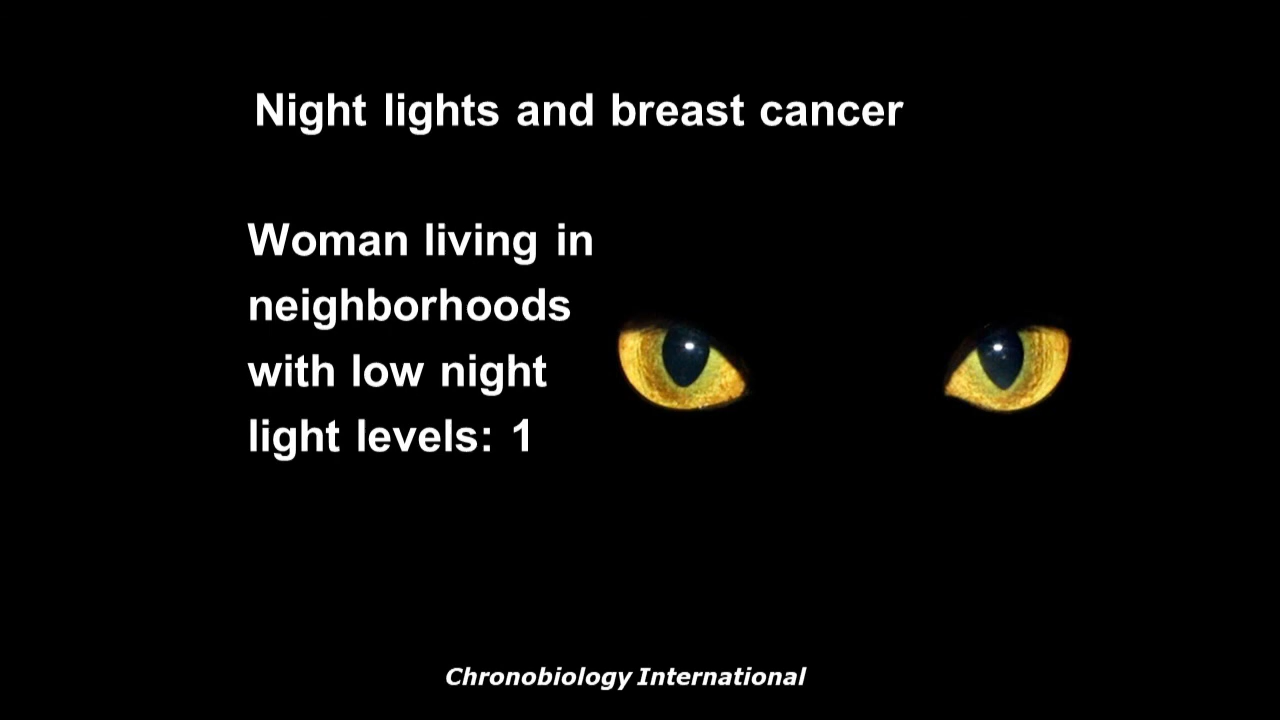 Night lights and breast cancer
Woman living in
neighborhoods
with low night
light levels: 1
Chronobiology International